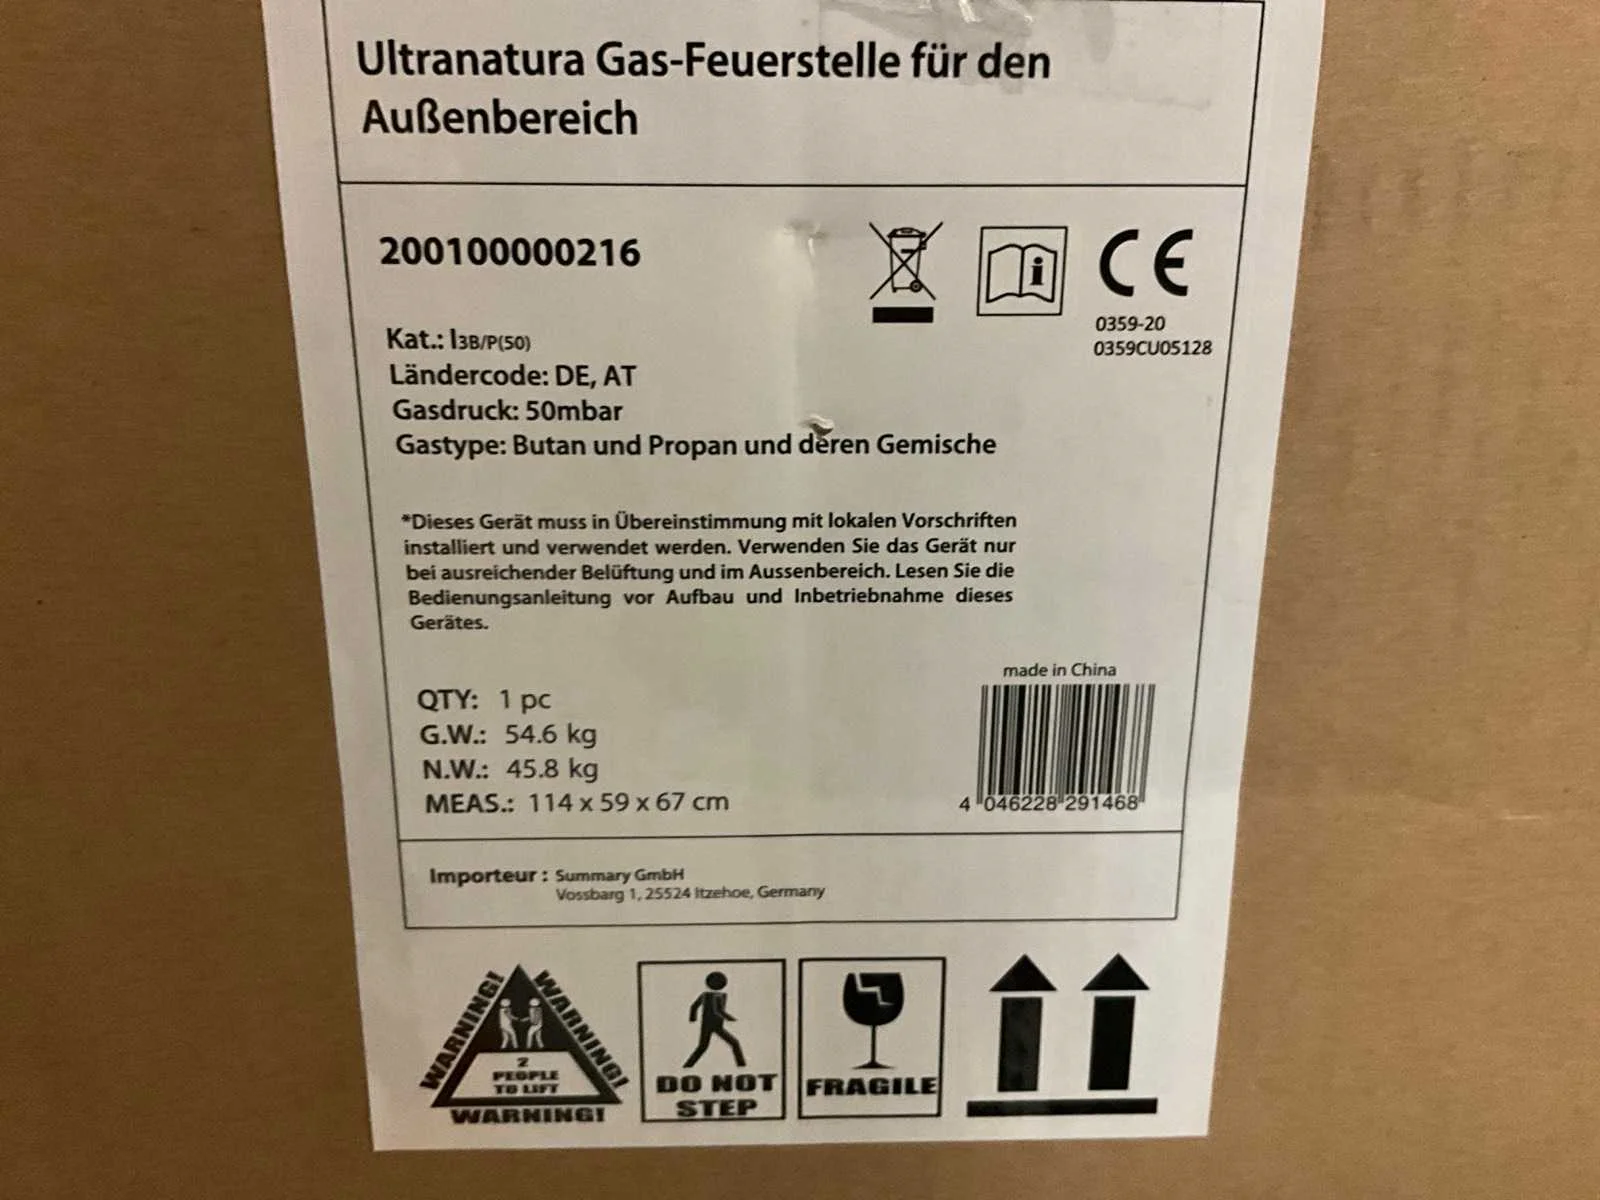 Ultranatura Gas-Feuerstelle für den
Außenbereich
200100000216
CE
0359-20
0359CU05128
Kat.: I3B/P(50)
Ländercode: DE, AT
Gasdruck: 50mbar
Gastype: Butan und Propan und deren Gemische
*Dieses Gerät muss in Übereinstimmung mit lokalen Vorschriften
installiert und verwendet werden. Verwenden Sie das Gerät nur
bei ausreichender Belüftung und im Aussenbereich. Lesen Sie die
Bedienungsanleitung vor Aufbau und Inbetriebnahme dieses
Gerätes.
QTY: 1 pc
G.W.: 54.6 kg
N.W.: 45.8 kg
MEAS.: 114 x 59 x 67 cm
made in China
4 046228 291468
Importeur : Summary GmbH
Vossbarg 1, 25524 Itzehoe, Germany
WARNING!
WARNING!
2
PEOPLE
TO LIFT
WARNING!
DO NOT
STEP
FRAGILE